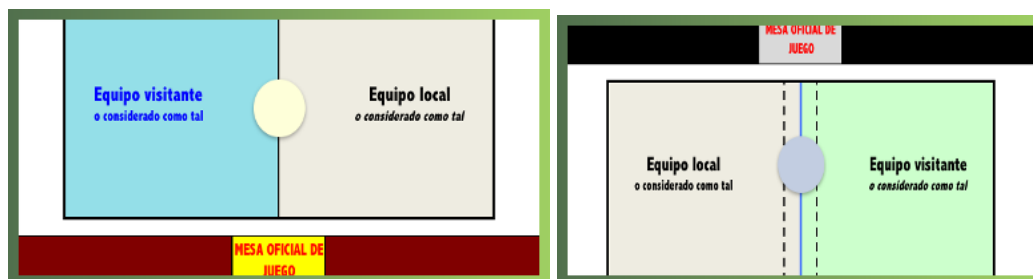 Equipo visitante
o considerado como tal
Equipo local
o considerado como tal
MESA OFICIAL DE
JUEGO
MESA OFICIAL DE
JUEGO
Equipo local
o considerado como tal
Equipo visitante
o considerado como tal